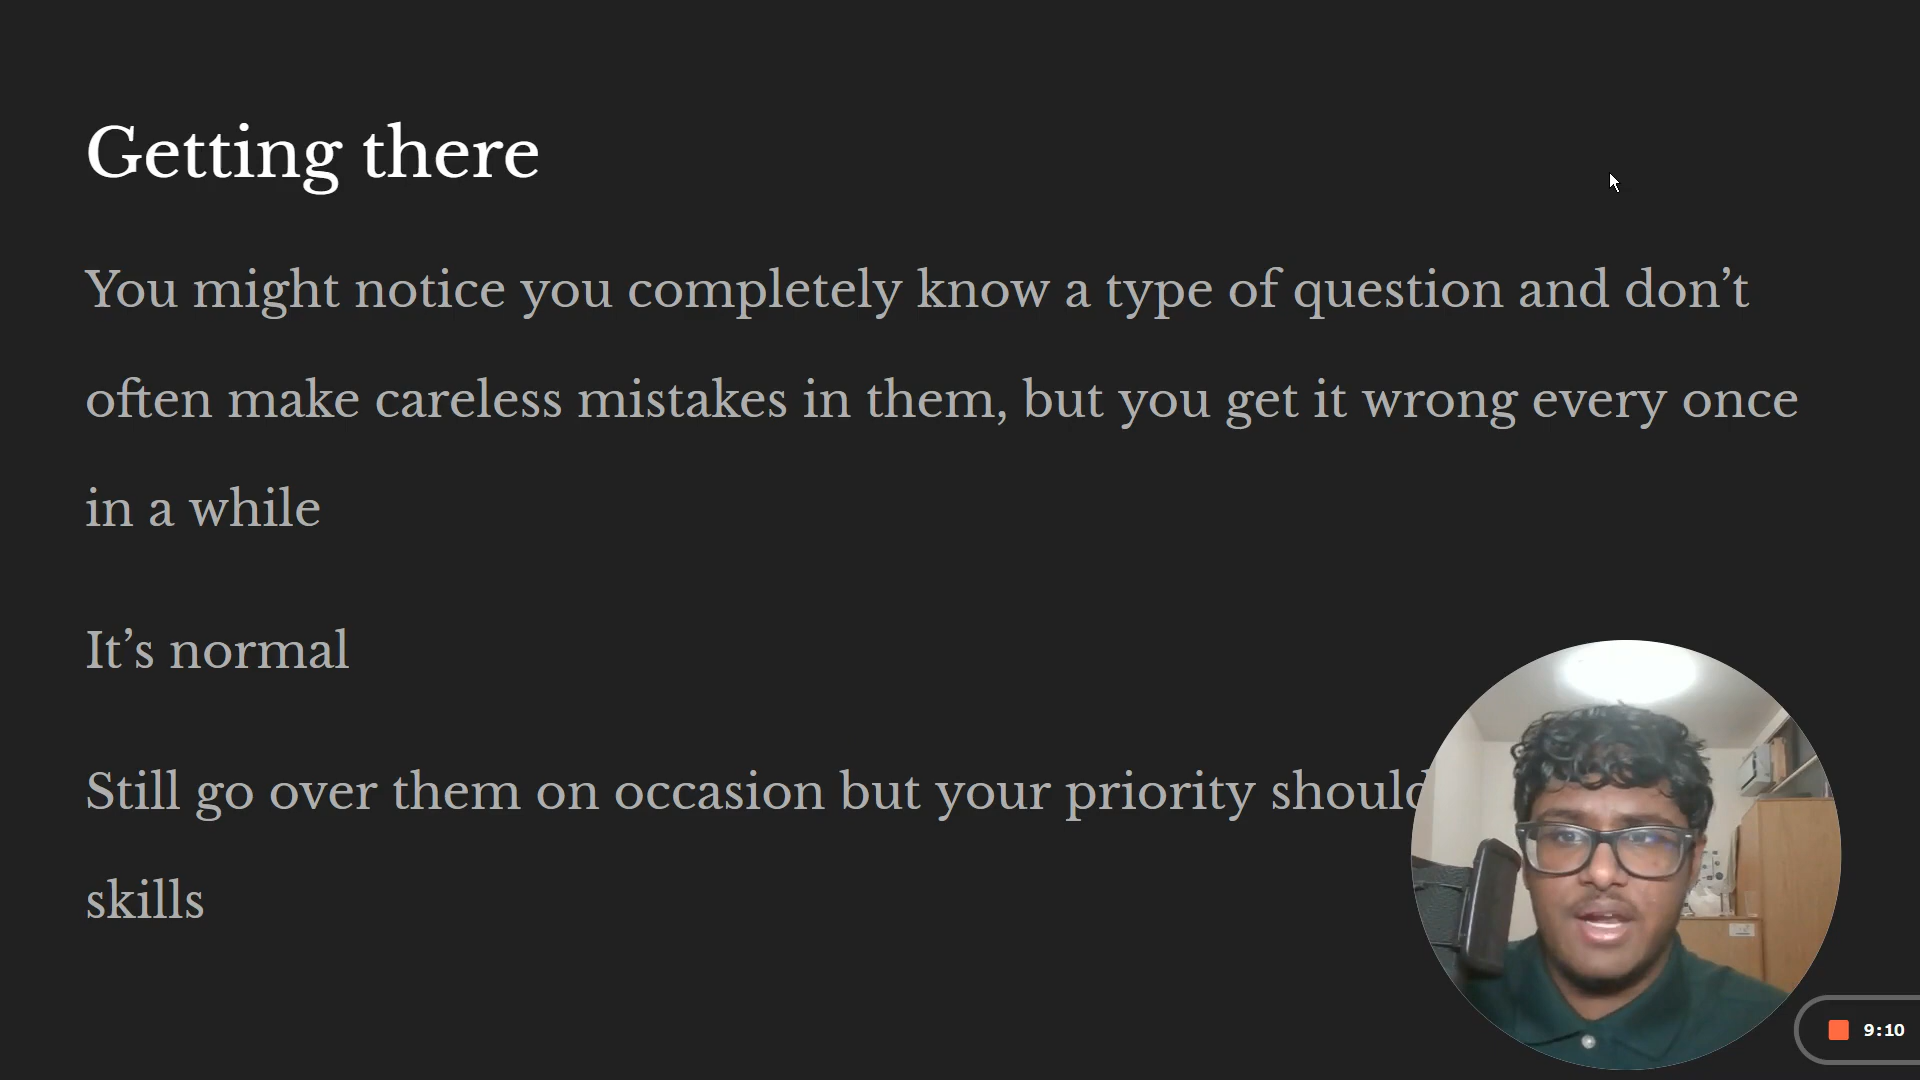 Getting there
You might notice you completely know a type of question and don’t
often make careless mistakes in them, but you get it wrong every once
in a while
It’s normal
Still go over them on occasion but your priority should
skills
9:10